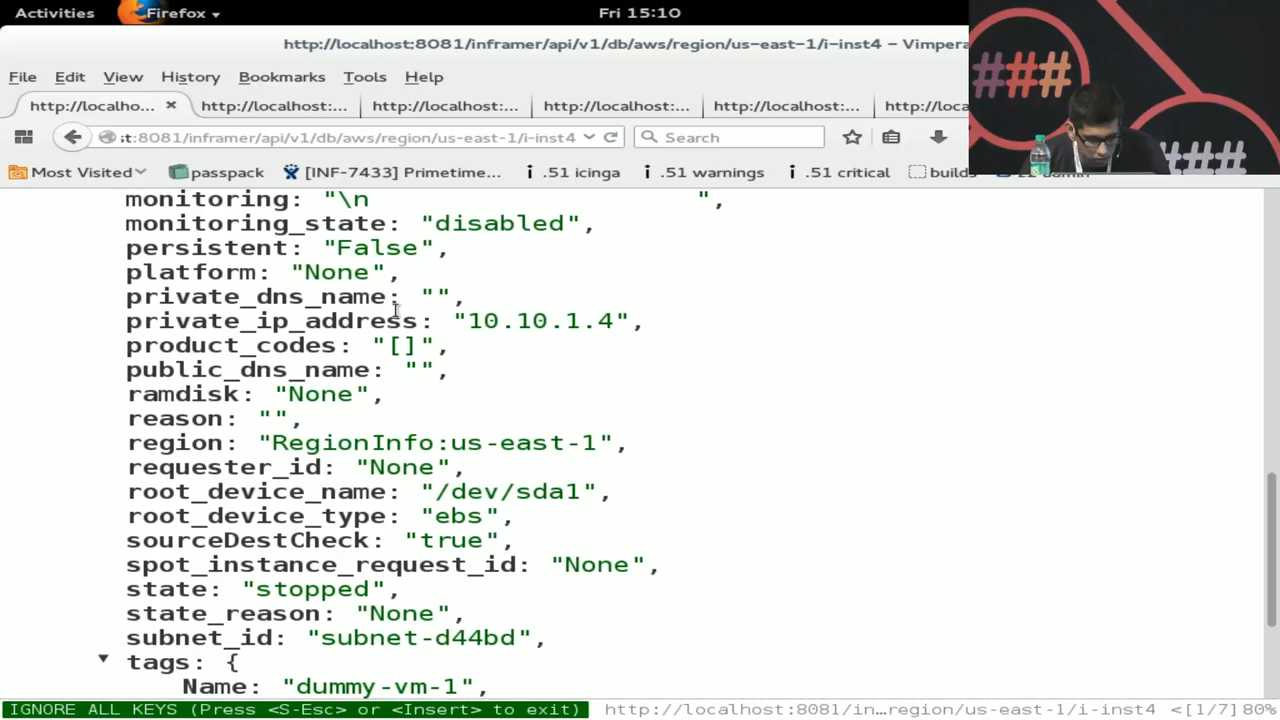 Activities Firefox Fri 15:10
http://localhost:8081/inframer/api/v1/db/aws/region/us-east-1/i-inst4 – Vimpera
File Edit View History Bookmarks Tools Help
http://localho... http://localhost:... http://localhost:... http://localhost:... http://localhost:... http://loca
:8081/inframer/api/v1/db/aws/region/us-east-1/i-inst4 Search
Most Visited passpack [INF-7433] Primetime... .51 icinga .51 warnings .51 critical builds
monitoring: "\n ",
monitoring_state: "disabled",
persistent: "False",
platform: "None",
private_dns_name: "",
private_ip_address: "10.10.1.4",
product_codes: "[]",
public_dns_name: "",
ramdisk: "None",
reason: "",
region: "RegionInfo:us-east-1",
requester_id: "None",
root_device_name: "/dev/sda1",
root_device_type: "ebs",
sourceDestCheck: "true",
spot_instance_request_id: "None",
state: "stopped",
state_reason: "None",
subnet_id: "subnet-d44bd",
tags: {
Name: "dummy-vm-1",
IGNORE ALL KEYS (Press <S-Esc> or <Insert> to exit) http://localhost:8081/in…region/us-east-1/i-inst4 <[1/7]80%
###
###